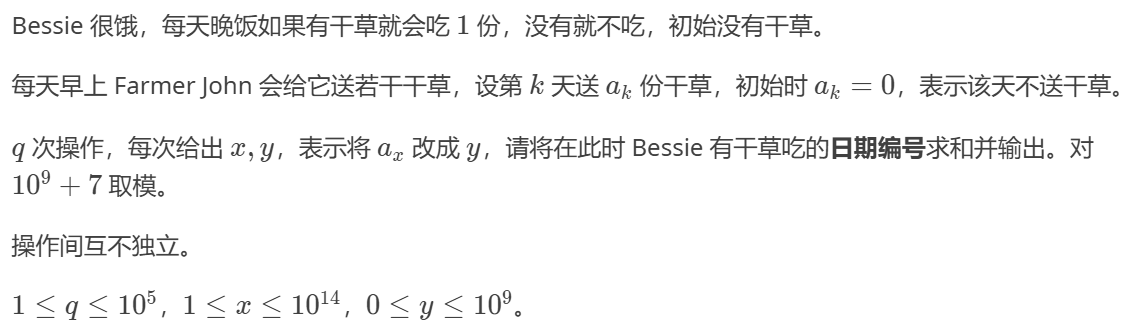 Bessie 很饿，每天晚饭如果有干草就会吃 1 份，没有就不吃，初始没有干草。
每天早上 Farmer John 会给它送若干干草，设第 k 天送 a_k 份干草，初始时 a_k = 0，表示该天不送干草。
q 次操作，每次给出 x, y，表示将 a_x 改成 y，请将在此时 Bessie 有干草吃的日期编号求和并输出。对
10^9 + 7 取模。
操作间互不独立。
1 ≤ q ≤ 10^5，1 ≤ x ≤ 10^14，0 ≤ y ≤ 10^9。